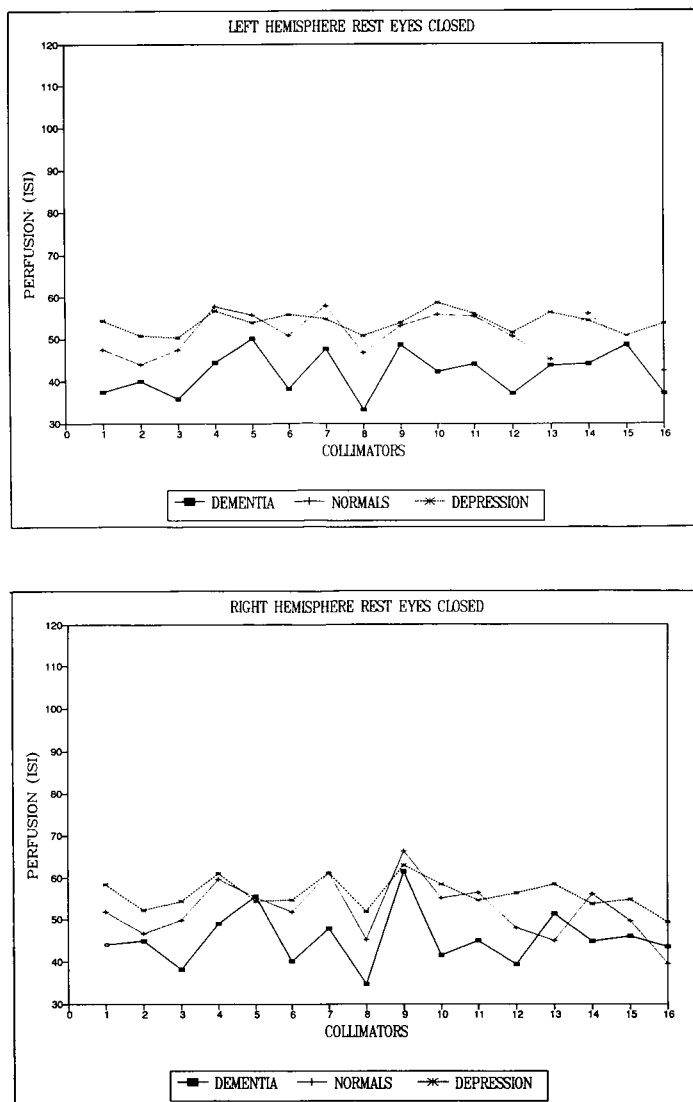 LEFT HEMISPHERE REST EYES CLOSED
120
110
100
90
80
70
60
50
40
30
PERFUSION (ISI)
0 1 2 3 4 5 6 7 8 9 10 11 12 13 14 15 16
COLLIMATORS
DEMENTIA NORMALS DEPRESSION
RIGHT HEMISPHERE REST EYES CLOSED
120
110
100
90
80
70
60
50
40
30
PERFUSION (ISI)
0 1 2 3 4 5 6 7 8 9 10 11 12 13 14 15 16
COLLIMATORS
DEMENTIA NORMALS DEPRESSION